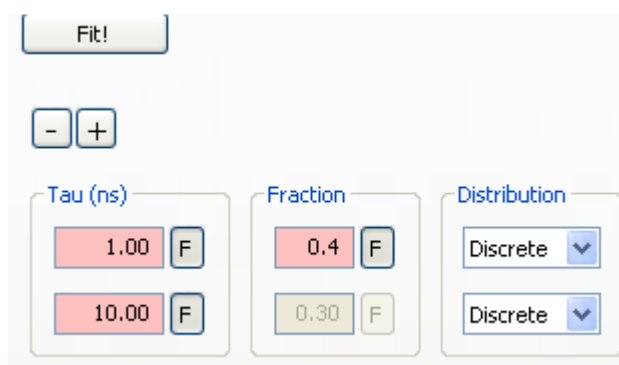 Fit!
- +
Tau (ns) Fraction Distribution
1.00 F 0.4 F Discrete
10.00 F 0.30 F Discrete